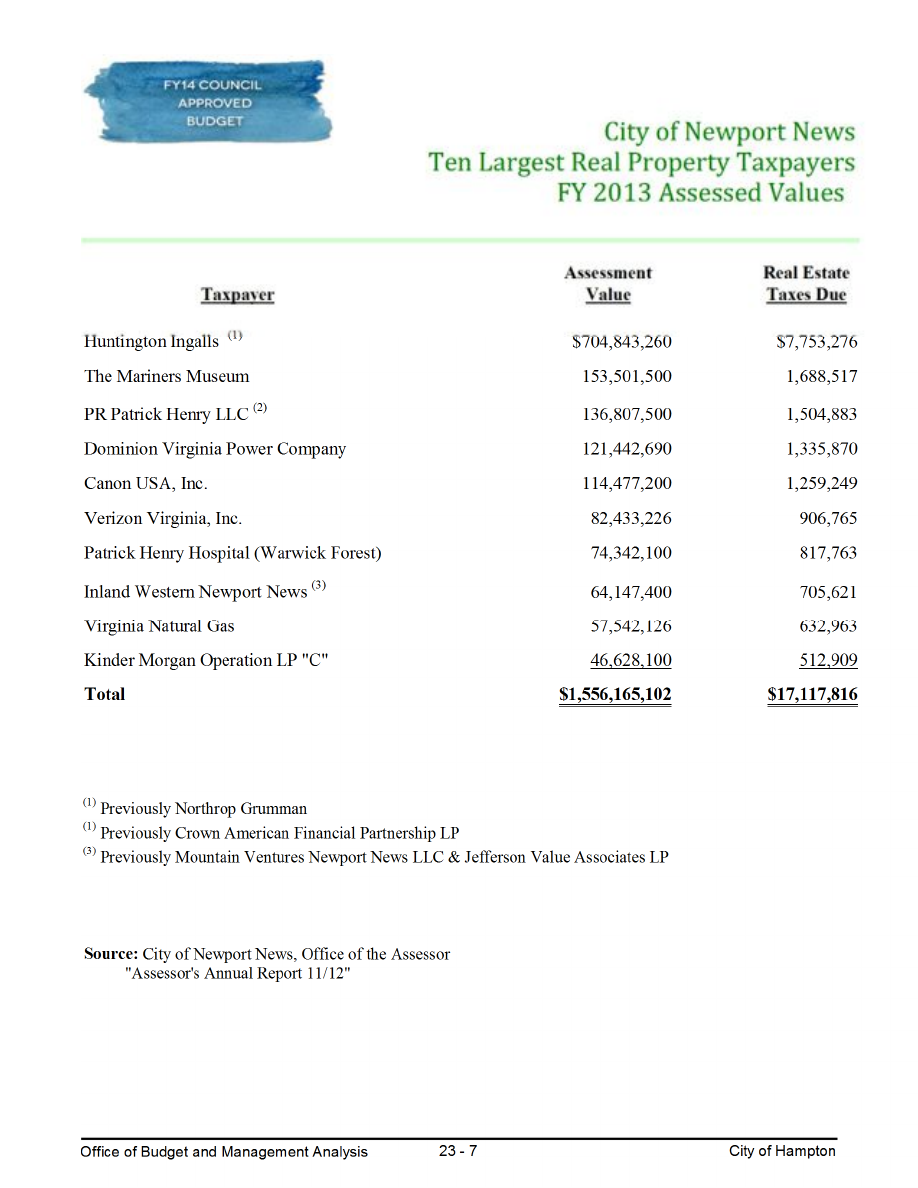 FY14 COUNCIL
APPROVED
BUDGET
City of Newport News
Ten Largest Real Property Taxpayers
FY 2013 Assessed Values
Assessment Real Estate
Taxpayer Value Taxes Due
Huntington Ingalls (1) $704,843,260 $7,753,276
The Mariners Museum 153,501,500 1,688,517
PR Patrick Henry LLC (2) 136,807,500 1,504,883
Dominion Virginia Power Company 121,442,690 1,335,870
Canon USA, Inc. 114,477,200 1,259,249
Verizon Virginia, Inc. 82,433,226 906,765
Patrick Henry Hospital (Warwick Forest) 74,342,100 817,763
Inland Western Newport News (3) 64,147,400 705,621
Virginia Natural Gas 57,542,126 632,963
Kinder Morgan Operation LP "C" 46,628,100 512,909
Total $1,556,165,102 $17,117,816
(1) Previously Northrop Grumman
(1) Previously Crown American Financial Partnership LP
(3) Previously Mountain Ventures Newport News LLC & Jefferson Value Associates LP
Source: City of Newport News, Office of the Assessor
"Assessor's Annual Report 11/12"
Office of Budget and Management Analysis 23 - 7 City of Hampton